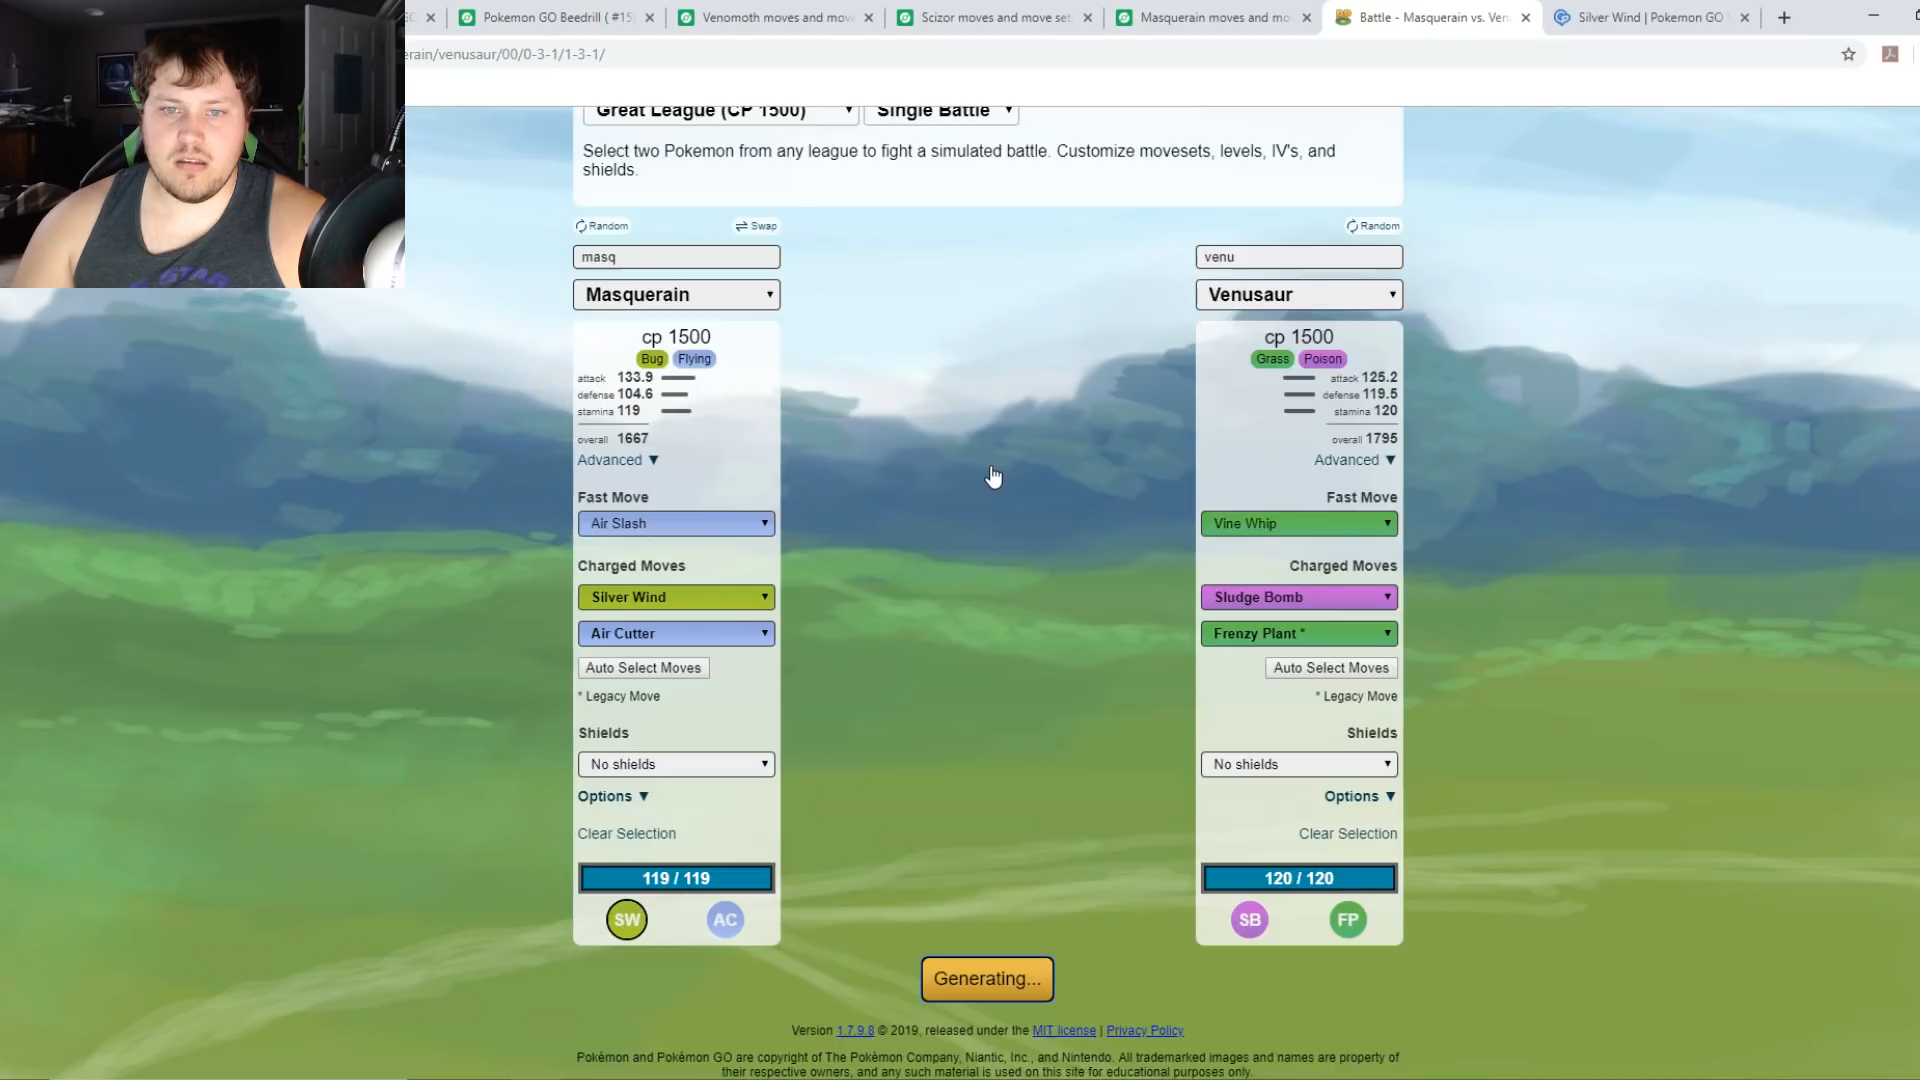 Pokemon GO Beedrill ( #15
Venomoth moves and move
Scizor moves and move set
Masquerain moves and mo
Battle - Masquerain vs. Ven
Silver Wind | Pokemon GO
erain/venusaur/00/0-3-1/1-3-1/
Great League (CP 1500)
Single Battle
Select two Pokemon from any league to fight a simulated battle. Customize movesets, levels, IV's, and
shields.
Random
Swap
Random
masq
venu
Masquerain
Venusaur
cp 1500
Bug
Flying
attack 133.9
defense 104.6
stamina 119
overall 1667
Advanced ▼
Fast Move
Air Slash
Charged Moves
Silver Wind
Air Cutter
Auto Select Moves
* Legacy Move
Shields
No shields
Options ▼
Clear Selection
119 / 119
SW
AC
cp 1500
Grass
Poison
attack 125.2
defense 119.5
stamina 120
overall 1795
Advanced ▼
Fast Move
Vine Whip
Charged Moves
Sludge Bomb
Frenzy Plant *
Auto Select Moves
* Legacy Move
Shields
No shields
Options ▼
Clear Selection
120 / 120
SB
FP
Generating...
Version 1.7.9.8 © 2019, released under the MIT license | Privacy Policy
Pokémon and Pokémon GO are copyright of The Pokémon Company, Niantic, Inc., and Nintendo. All trademarked images and names are property of
their respective owners, and any such material is used on this site for educational purposes only.